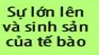 Sự lớn lên
và sinh sản
của tế bào